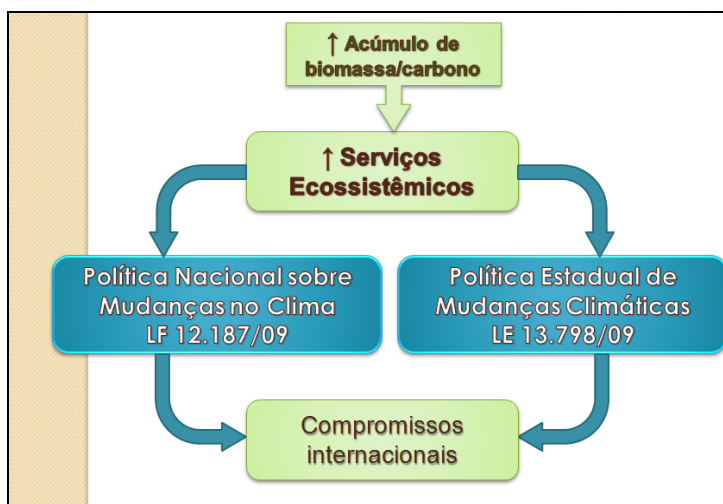 ↑ Acúmulo de
biomassa/carbono
↑ Serviços
Ecossistêmicos
Política Nacional sobre
Mudanças no Clima
LF 12.187/09
Política Estadual de
Mudanças Climáticas
LE 13.798/09
Compromissos
internacionais